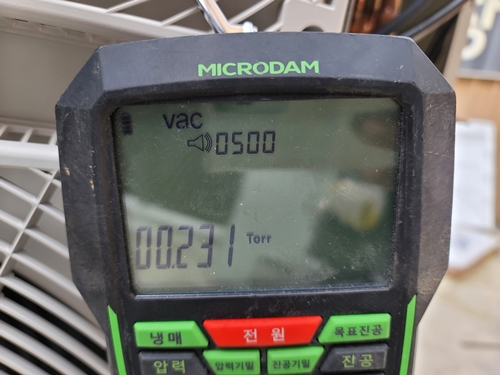 MICRODAM
vac
0500
00.231 Torr
냉매
전원
목표진공
압력
압력기밀
진공기밀
진공